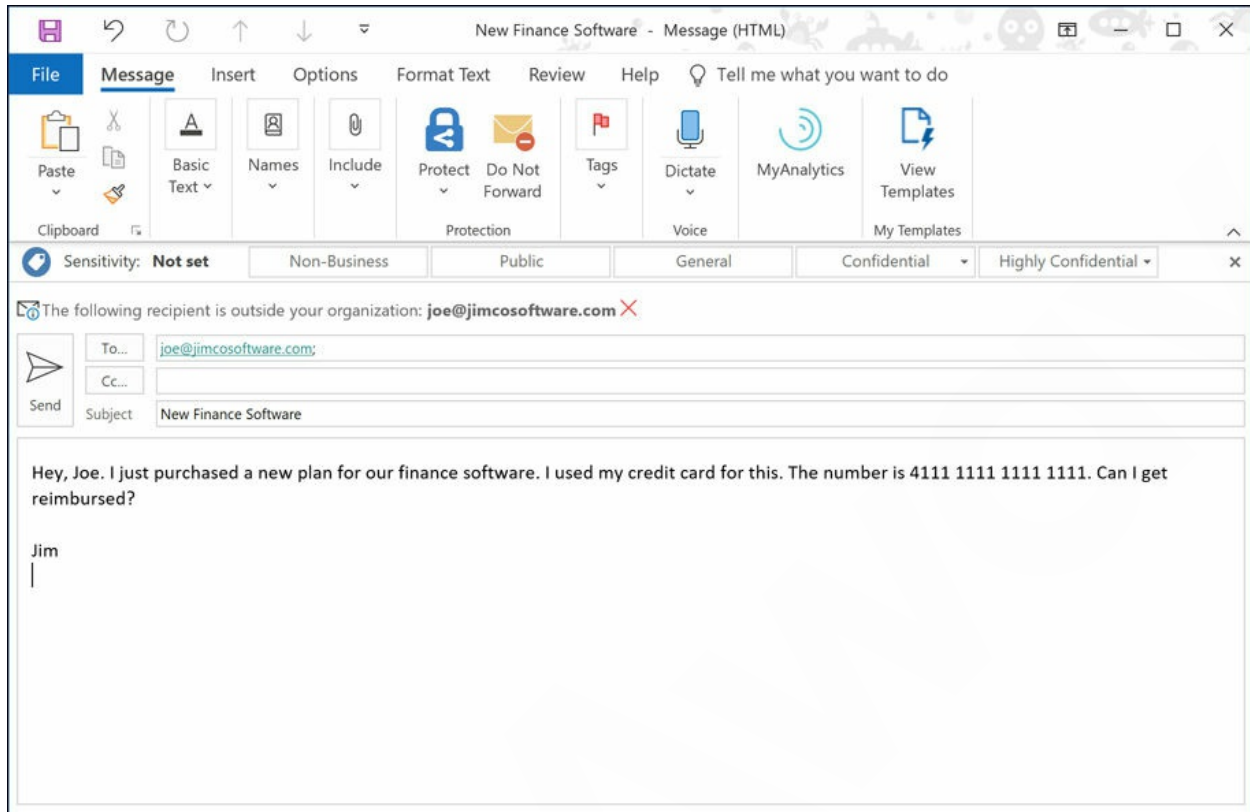 New Finance Software - Message (HTML)
File Message Insert Options Format Text Review Help Tell me what you want to do
Paste
Basic Text
Names
Include
Protect
Do Not Forward
Tags
Dictate
MyAnalytics
View Templates
Clipboard
Protection
Voice
My Templates
Sensitivity: Not set Non-Business Public General Confidential Highly Confidential
The following recipient is outside your organization: joe@jimcosoftware.com
To... joe@jimcosoftware.com;
Cc...
Send
Subject New Finance Software
Hey, Joe. I just purchased a new plan for our finance software. I used my credit card for this. The number is 4111 1111 1111 1111. Can I get
reimbursed?
Jim